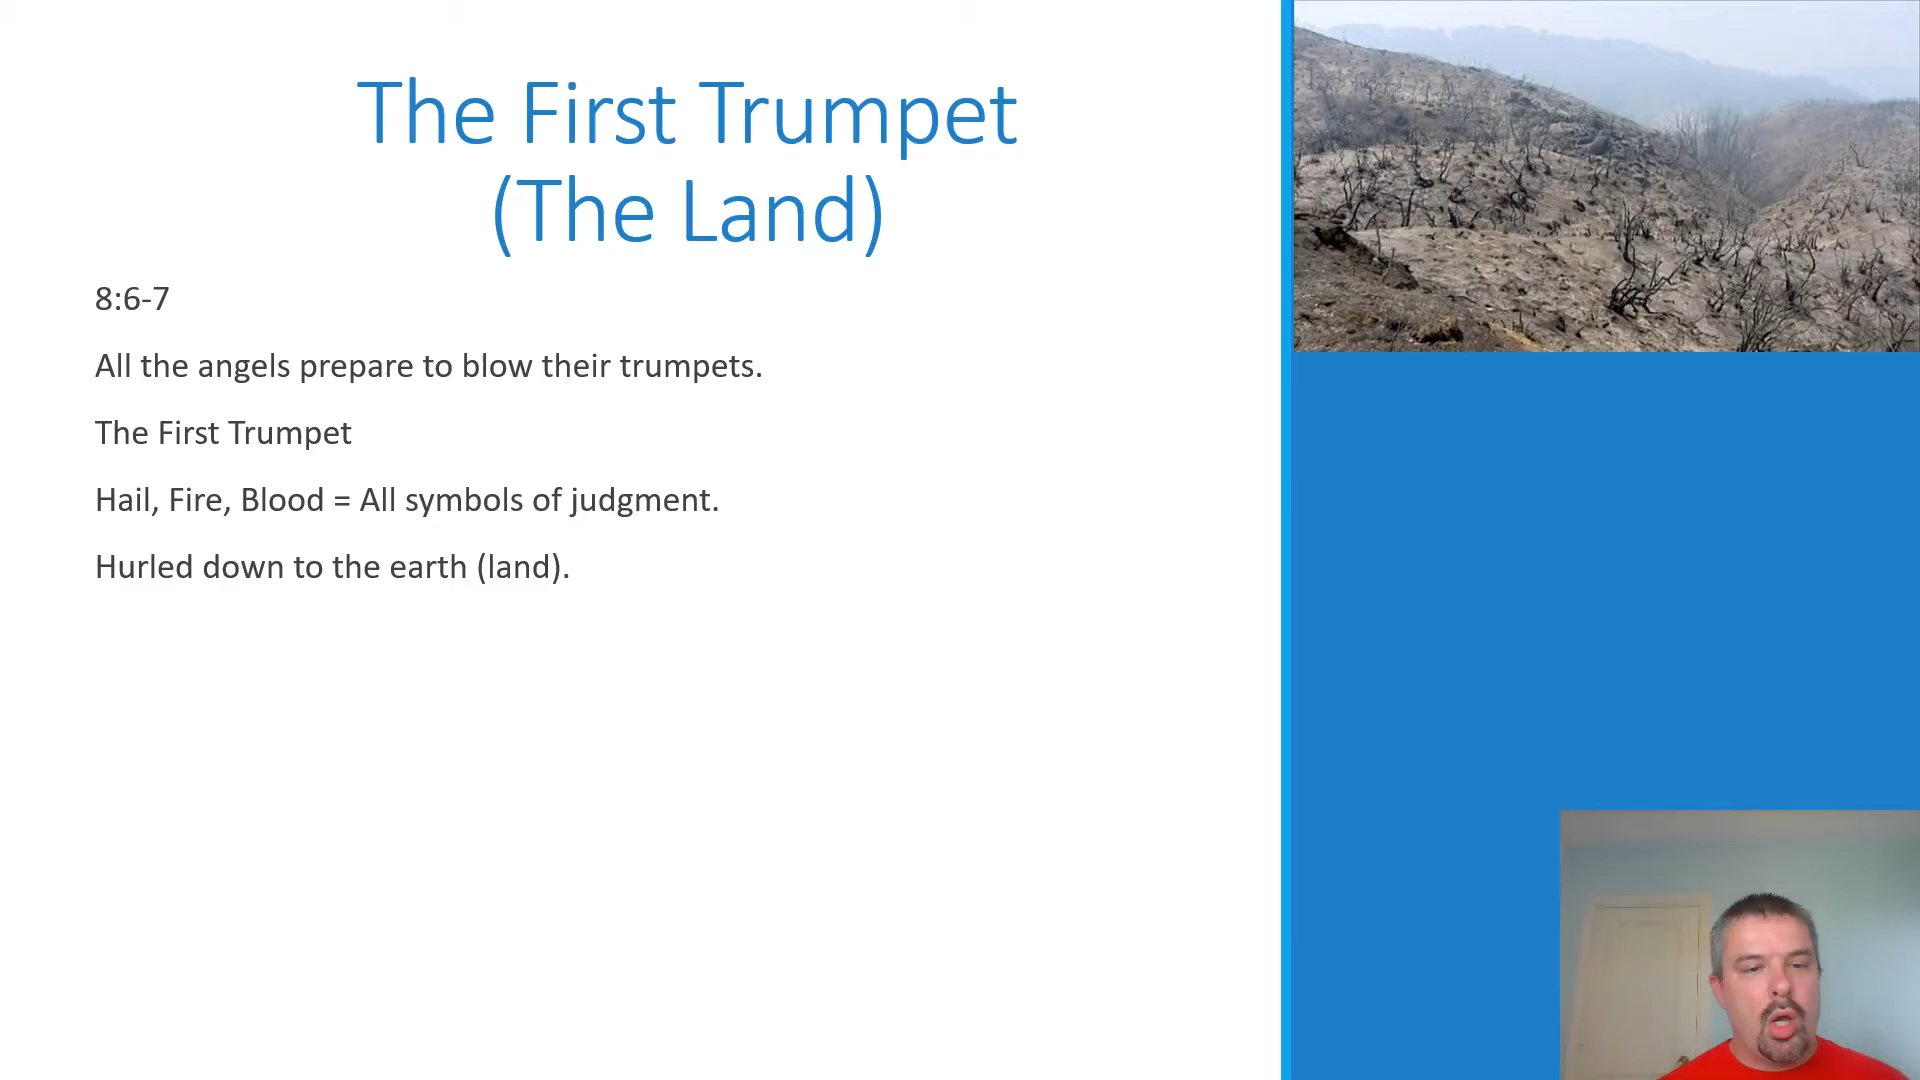 The First Trumpet
(The Land)
8:6-7
All the angels prepare to blow their trumpets.
The First Trumpet
Hail, Fire, Blood = All symbols of judgment.
Hurled down to the earth (land).